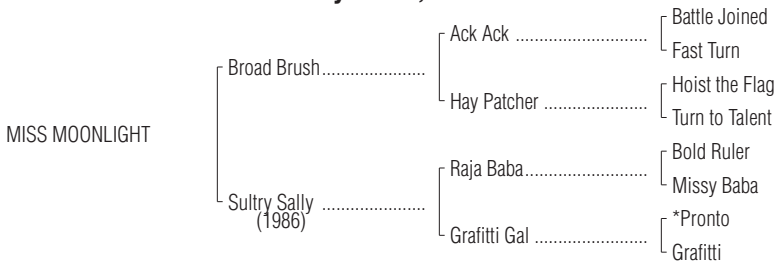 Battle Joined
Ack Ack ............................
Fast Turn
Broad Brush......................
Hoist the Flag
Hay Patcher ......................
Turn to Talent
MISS MOONLIGHT
Bold Ruler
Raja Baba..........................
Missy Baba
Sultry Sally ......................
(1986)
*Pronto
Grafitti Gal ........................
Grafitti